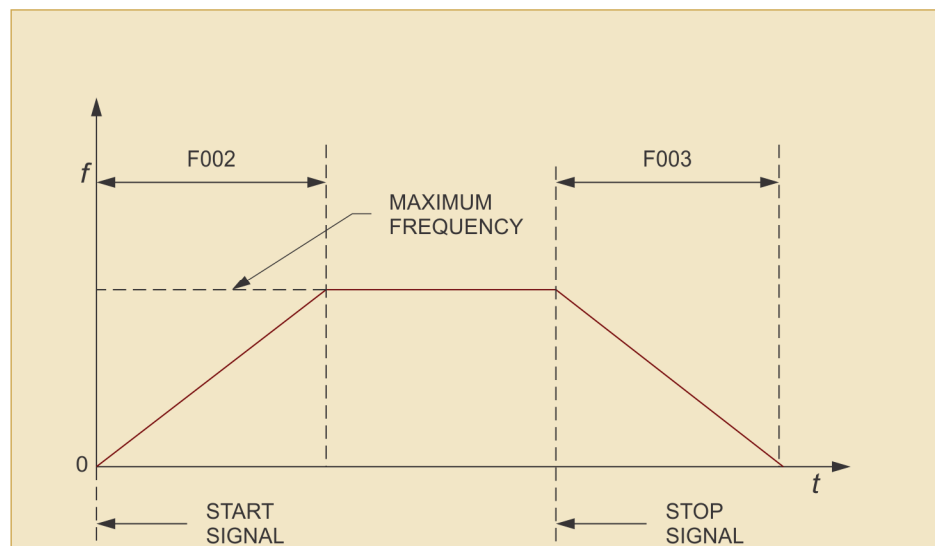 F002
F003
f
MAXIMUM
FREQUENCY
0
t
START
SIGNAL
STOP
SIGNAL